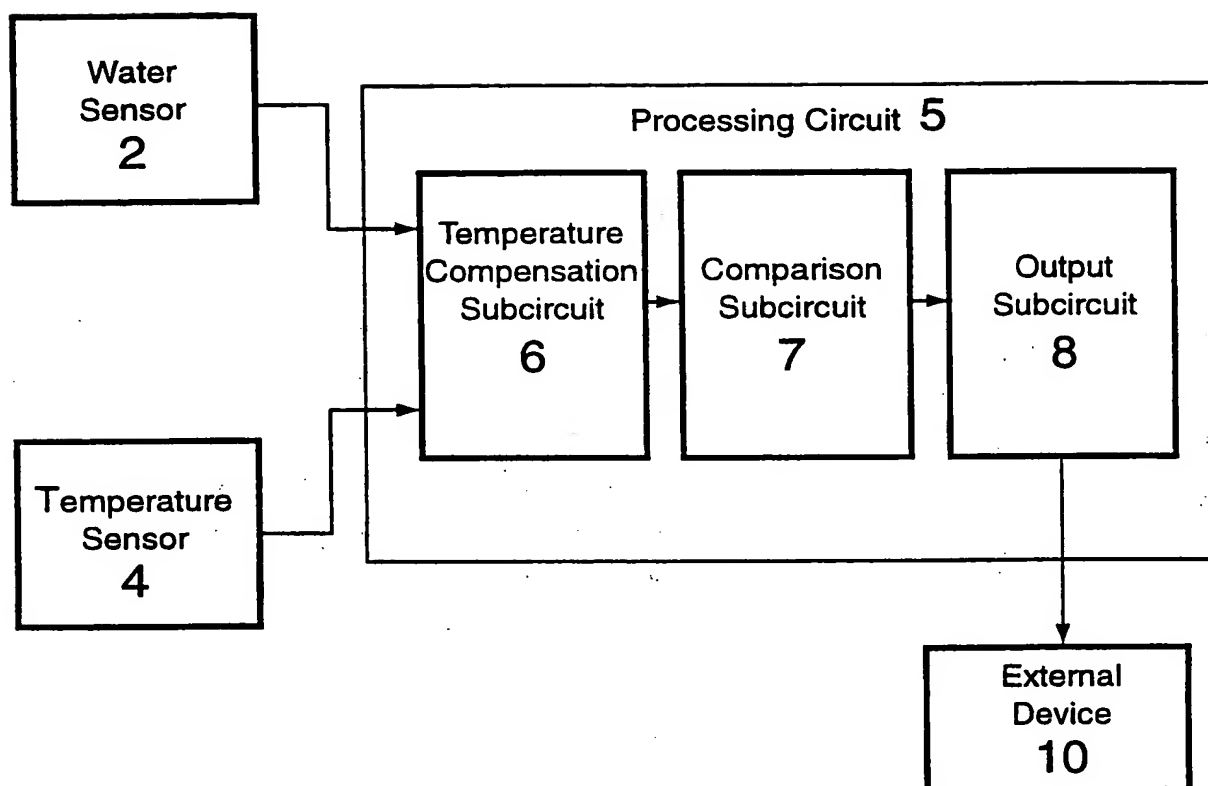 Water
Sensor
2
Processing Circuit 5
Temperature
Compensation
Subcircuit
6
Comparison
Subcircuit
7
Output
Subcircuit
8
Temperature
Sensor
4
External
Device
10